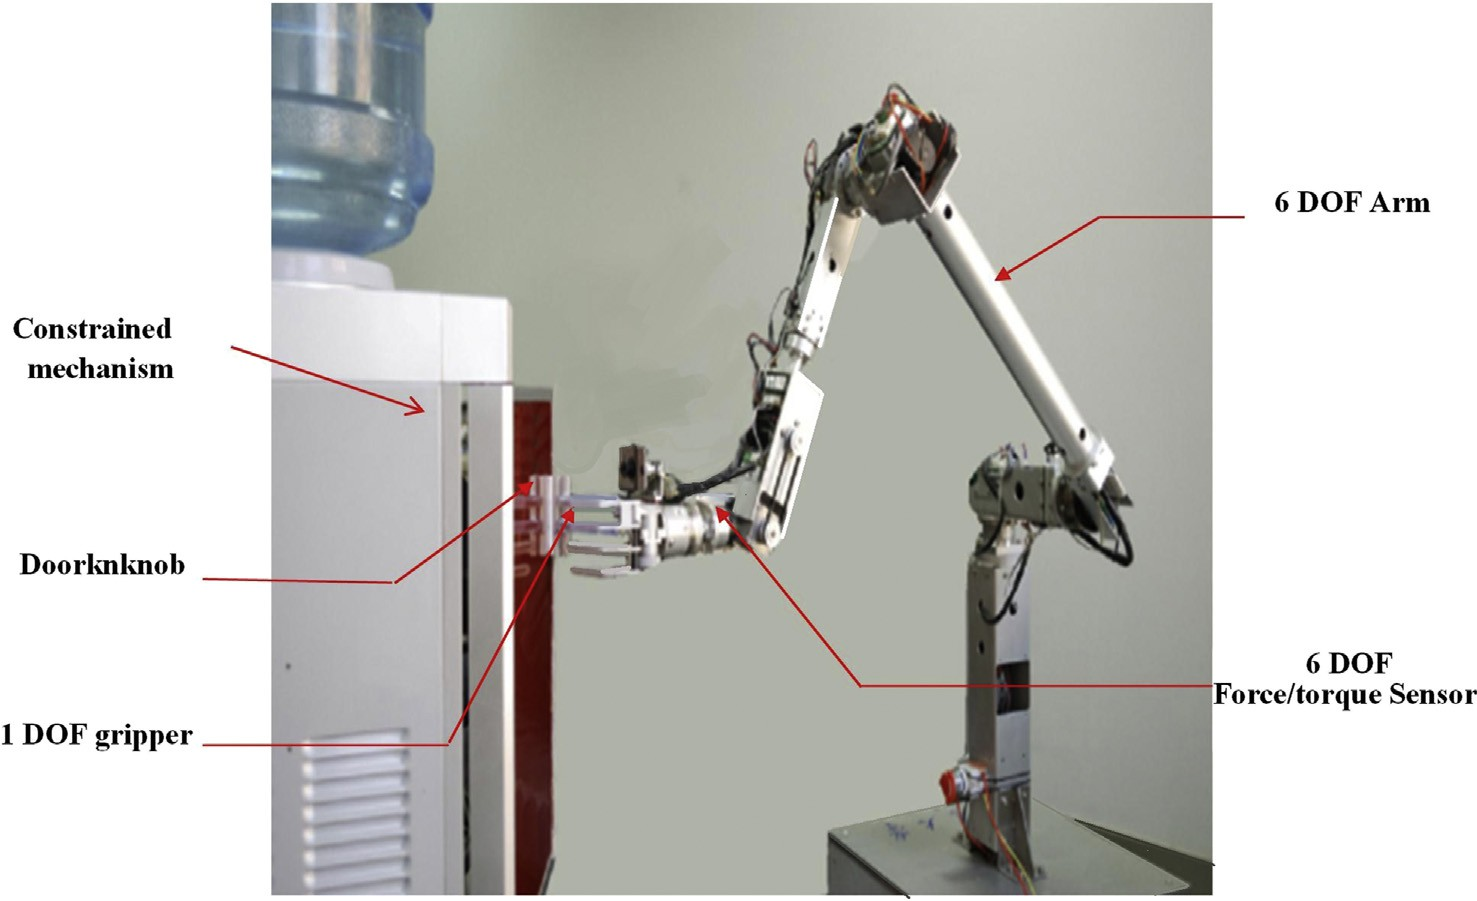 6 DOF Arm
Constrained
mechanism
Doorknknob
6 DOF
Force/torque Sensor
1 DOF gripper